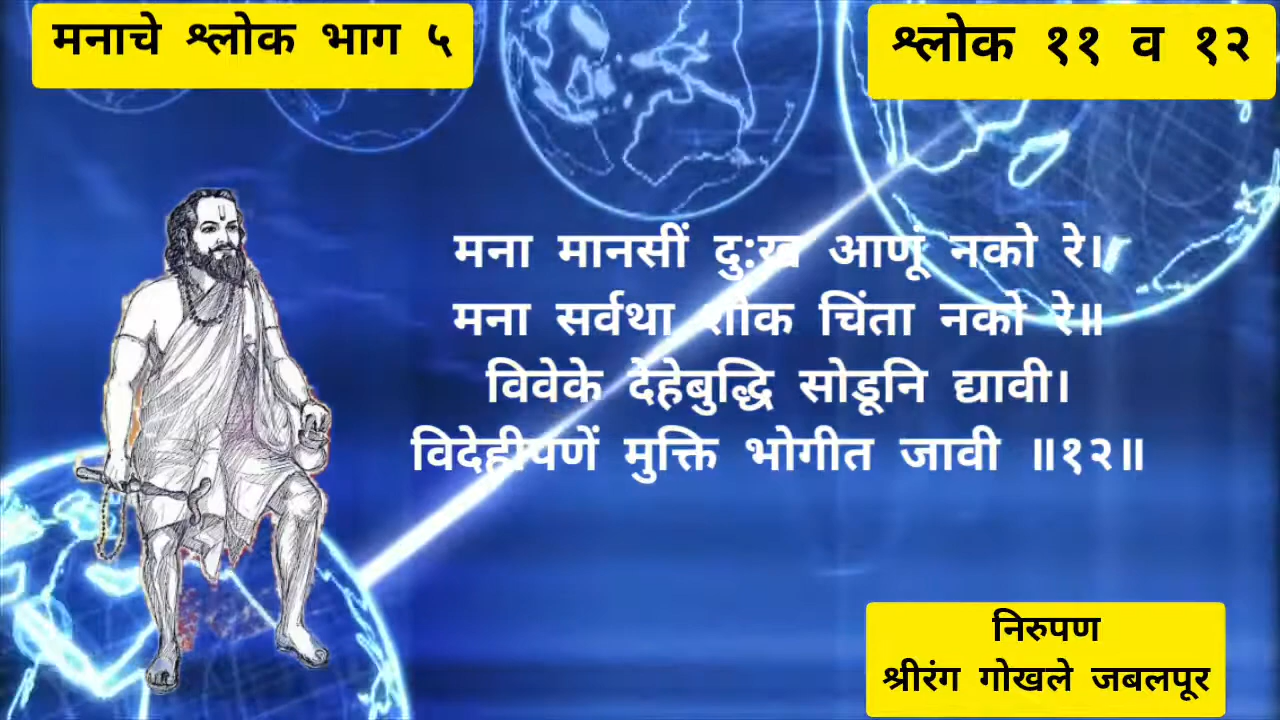 मनाचे श्लोक भाग ५
श्लोक ११ व १२
मना मानसीं दु:ख आणूं नको रे।
मना सर्वथा शोक चिंता नको रे॥
विवेके देहेबुद्धि सोडूनि द्यावी।
विदेहीपणें मुक्ति भोगीत जावी ॥१२॥
निरुपण
श्रीरंग गोखले जबलपूर